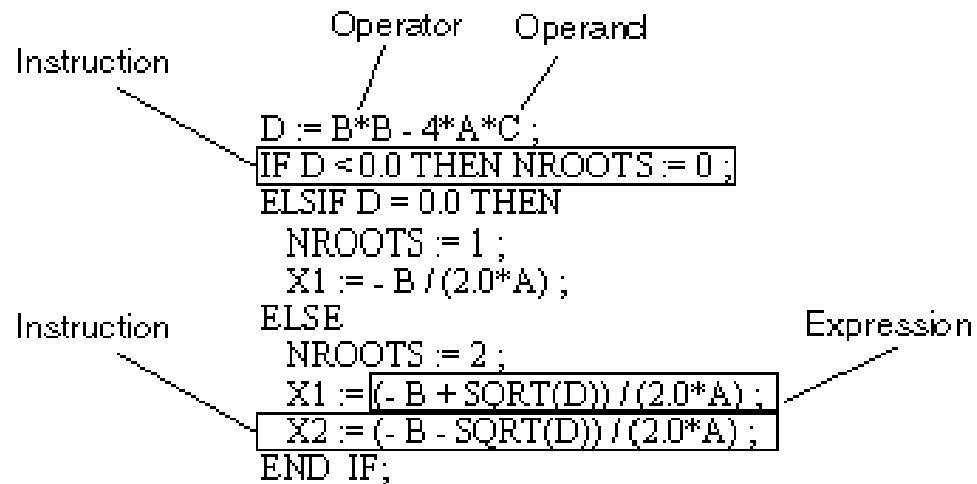 Operator Operand
Instruction
D := B*B - 4*A*C ;
IF D < 0.0 THEN NROOTS := 0 ;
ELSIF D = 0.0 THEN
NROOTS := 1 ;
X1 := - B / (2.0*A) ;
ELSE
Instruction
Expression
NROOTS := 2 ;
X1 := (- B + SQRT(D)) / (2.0*A) ;
X2 := (- B - SQRT(D)) / (2.0*A) ;
END IF;